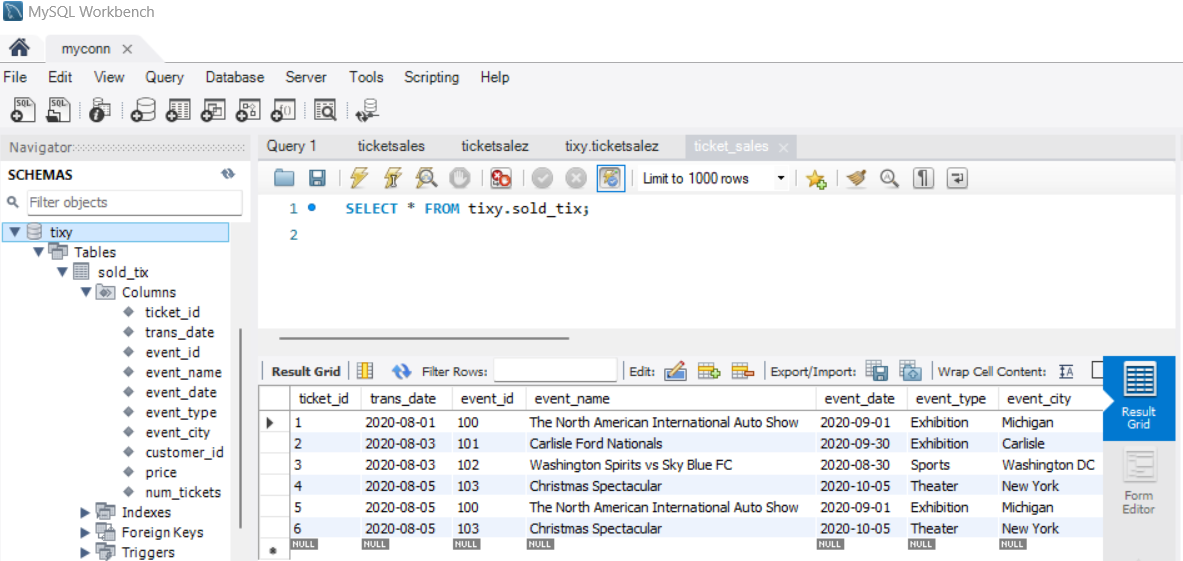 MySQL Workbench
myconn
File Edit View Query Database Server Tools Scripting Help
Navigator
SCHEMAS
Filter objects
tixy
Tables
sold_tix
Columns
ticket_id
trans_date
event_id
event_name
event_date
event_type
event_city
customer_id
price
num_tickets
Indexes
Foreign Keys
Triggers
Query 1 ticketsales ticketsalez tixy.ticketsalez ticket_sales
Limit to 1000 rows
1 SELECT * FROM tixy.sold_tix;
2
Result Grid Filter Rows: Edit: Export/Import: Wrap Cell Content:
ticket_id trans_date event_id event_name event_date event_type event_city
1 2020-08-01 100 The North American International Auto Show 2020-09-01 Exhibition Michigan
2 2020-08-03 101 Carlisle Ford Nationals 2020-09-30 Exhibition Carlisle
3 2020-08-03 102 Washington Spirits vs Sky Blue FC 2020-08-30 Sports Washington DC
4 2020-08-05 103 Christmas Spectacular 2020-10-05 Theater New York
5 2020-08-05 100 The North American International Auto Show 2020-09-01 Exhibition Michigan
6 2020-08-05 103 Christmas Spectacular 2020-10-05 Theater New York
NULL NULL NULL NULL NULL NULL NULL
Result
Grid
Form
Editor